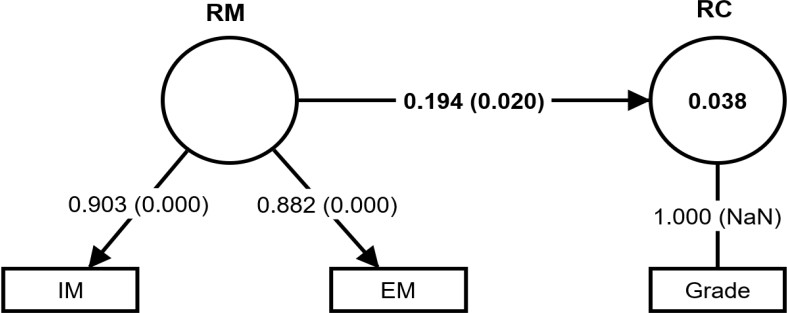 RM
RC
0.194 (0.020)
0.038
0.903 (0.000)
0.882 (0.000)
1.000 (NaN)
IM
EM
Grade